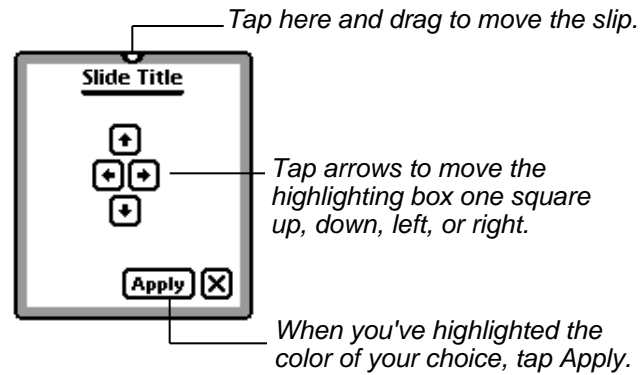 Tap here and drag to move the slip.
Slide Title
Tap arrows to move the
highlighting box one square
up, down, left, or right.
Apply
When you've highlighted the
color of your choice, tap Apply.